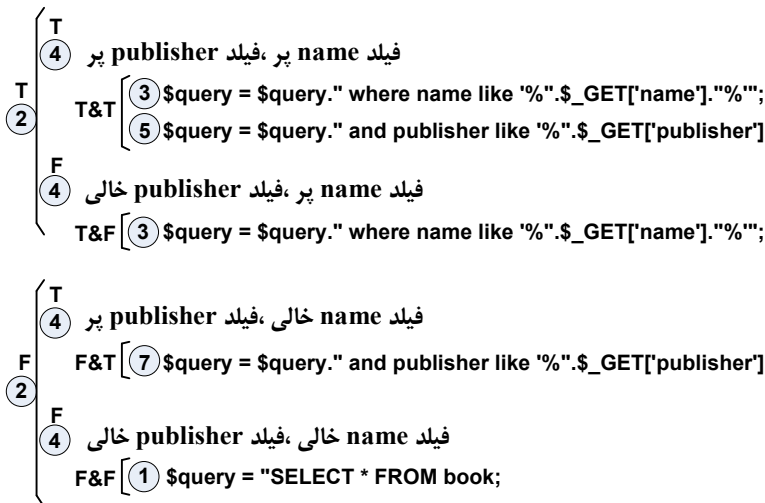 T
4 فیلد name پر ،فیلد publisher پر
T
2
T&T
3 $query = $query." where name like '%".$_GET['name']."%'";
5 $query = $query." and publisher like '%".$_GET['publisher']
F
4 فیلد name پر ،فیلد publisher خالی
T&F 3 $query = $query." where name like '%".$_GET['name']."%'";
T
4 فیلد name خالی ،فیلد publisher پر
F
2
F&T 7 $query = $query." and publisher like '%".$_GET['publisher']
F
4 فیلد name خالی ،فیلد publisher خالی
F&F 1 $query = "SELECT * FROM book;